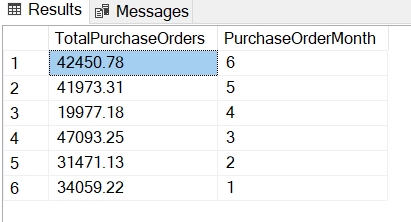 Results Messages
TotalPurchaseOrders PurchaseOrderMonth
1 42450.78 6
2 41973.31 5
3 19977.18 4
4 47093.25 3
5 31471.13 2
6 34059.22 1